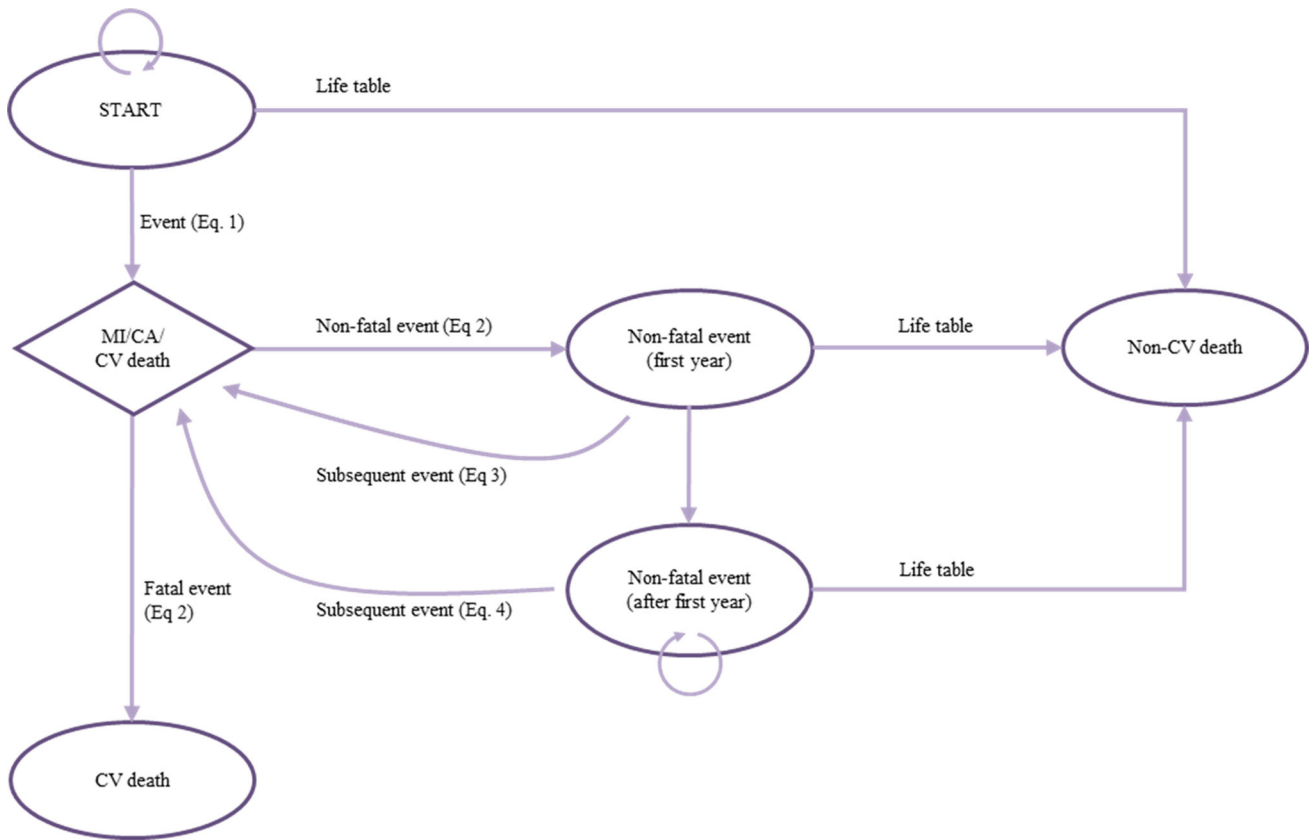 START
Life table
Event (Eq. 1)
MI/CA/
CV death
Non-fatal event (Eq 2)
Non-fatal event
(first year)
Life table
Non-CV death
Subsequent event (Eq 3)
Fatal event
(Eq 2)
Subsequent event (Eq. 4)
Non-fatal event
(after first year)
Life table
CV death